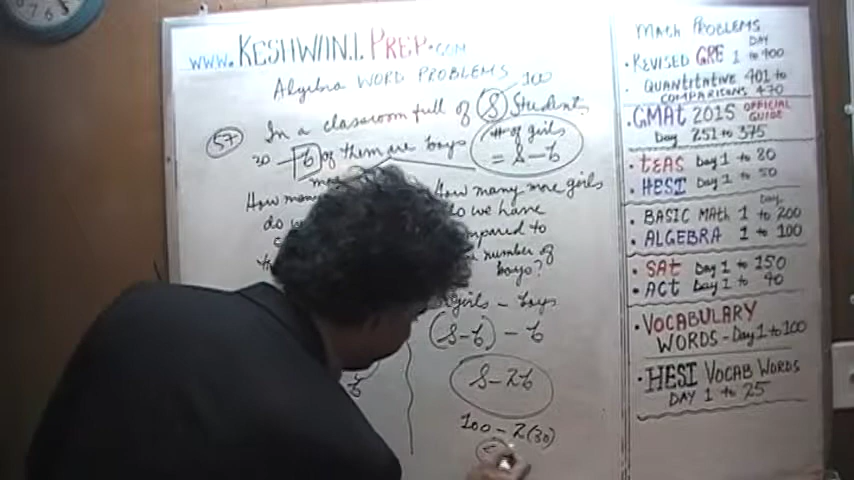 www.KESHWANI.PREP.COM
Algebra WORD PROBLEMS
100
57 In a classroom full of S Student.
30 b of them are boys
# of girls
= S - b
more
How many more girls
do we have
compared to
number of
boys?
girls - boys
(S-b) - b
S-2b
100 - 2(30)
b
MATH PROBLEMS
DAY
• REVISED GRE 1 to 400
• QUANTITATIVE 401 to
COMPARISONS 470
• GMAT 2015 OFFICIAL GUIDE
Day 251 to 375
• TEAS Day 1 to 80
• HESI Day 1 to 50
Day
• BASIC MATH 1 to 200
• ALGEBRA 1 to 100
• SAT Day 1 to 150
• ACT Day 1 to 90
• VOCABULARY
WORDS - Day 1 to 100
• HESI VOCAB WORDS
DAY 1 to 25